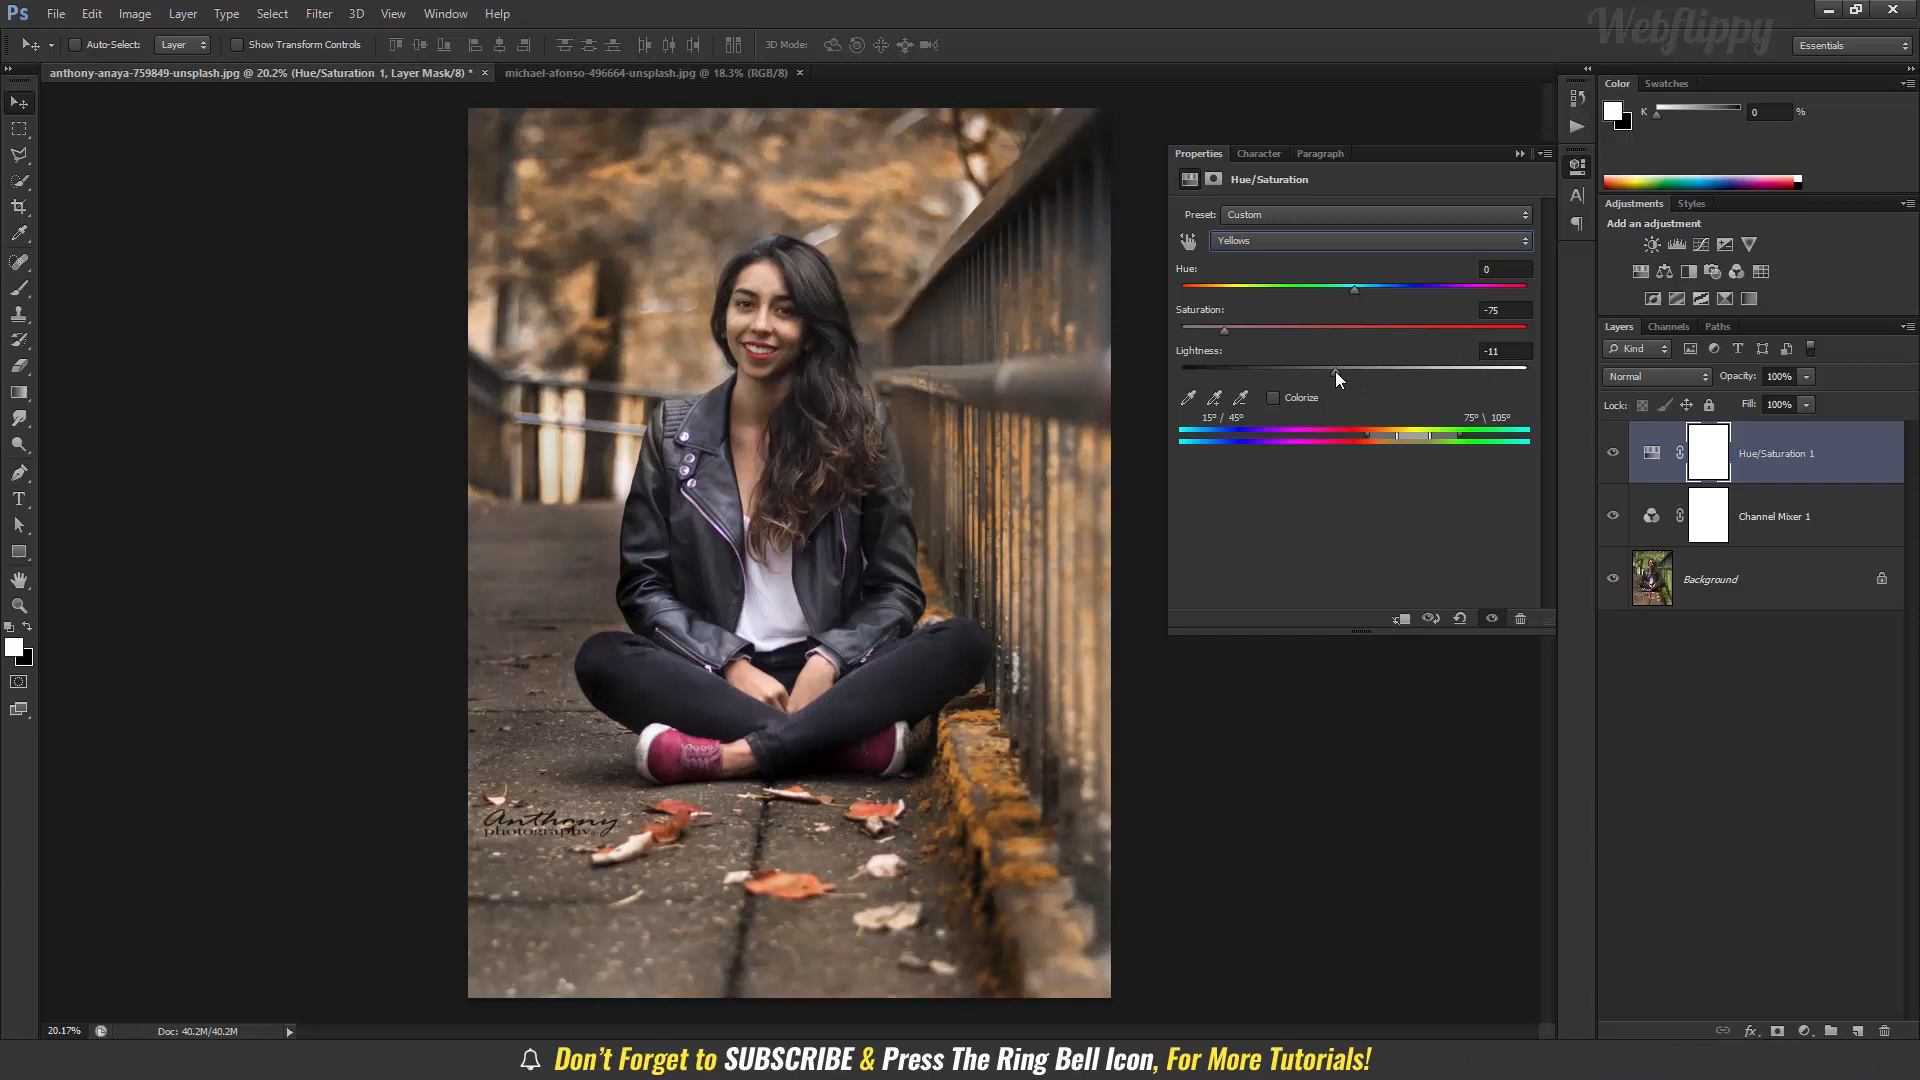 Ps File Edit Image Layer Type Select Filter 3D View Window Help
Webflippy
Auto-Select: Layer Show Transform Controls 3D Mode: Essentials
anthony-anaya-759849-unsplash.jpg @ 20.2% (Hue/Saturation 1, Layer Mask/8) * × michael-afonso-496664-unsplash.jpg @ 18.3% (RGB/8) ×
Color Swatches
K 0 %
Properties Character Paragraph
Hue/Saturation
Preset: Custom
Yellows
Hue: 0
Saturation: -75
Lightness: -11
Colorize
15° / 45° 75° \ 105°
Adjustments Styles
Add an adjustment
Layers Channels Paths
Kind
Normal Opacity: 100%
Lock: Fill: 100%
Hue/Saturation 1
Channel Mixer 1
Background
Anthony
photography
20.17% Doc: 40.2M/40.2M
fx
Don't Forget to SUBSCRIBE & Press The Ring Bell Icon, For More Tutorials!